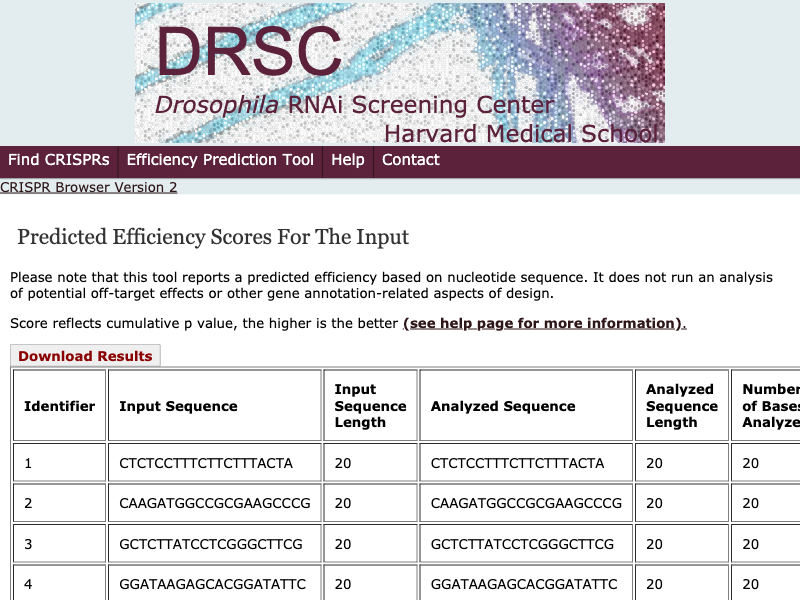 DRSC
Drosophila RNAi Screening Center
Harvard Medical School
Find CRISPRs Efficiency Prediction Tool Help Contact
CRISPR Browser Version 2
Predicted Efficiency Scores For The Input
Please note that this tool reports a predicted efficiency based on nucleotide sequence. It does not run an analysis
of potential off-target effects or other gene annotation-related aspects of design.
Score reflects cumulative p value, the higher is the better (see help page for more information).
Download Results
Identifier Input Sequence Input Sequence Length Analyzed Sequence Analyzed Sequence Length Number of Bases Analyze
1 CTCTCCTTTCTTCTTTACTA 20 CTCTCCTTTCTTCTTTACTA 20 20
2 CAAGATGGCCGCGAAGCCCG 20 CAAGATGGCCGCGAAGCCCG 20 20
3 GCTCTTATCCTCGGGCTTCG 20 GCTCTTATCCTCGGGCTTCG 20 20
4 GGATAAGAGCACGGATATTC 20 GGATAAGAGCACGGATATTC 20 20